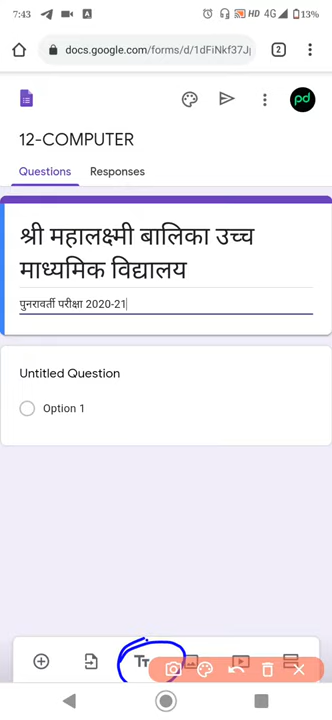 7:43 A HD 4G 13%
docs.google.com/forms/d/1dFiNkf37J 2
pd
12-COMPUTER
Questions Responses
श्री महालक्ष्मी बालिका उच्च
माध्यमिक विद्यालय
पुनरावर्ती परीक्षा 2020-21
Untitled Question
Option 1
Tт